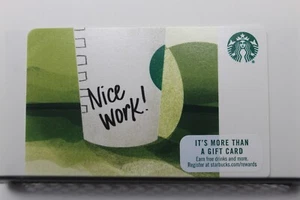 Nice
Work!
IT'S MORE THAN
A GIFT CARD
Earn free drinks and more.
Register at starbucks.com/rewards